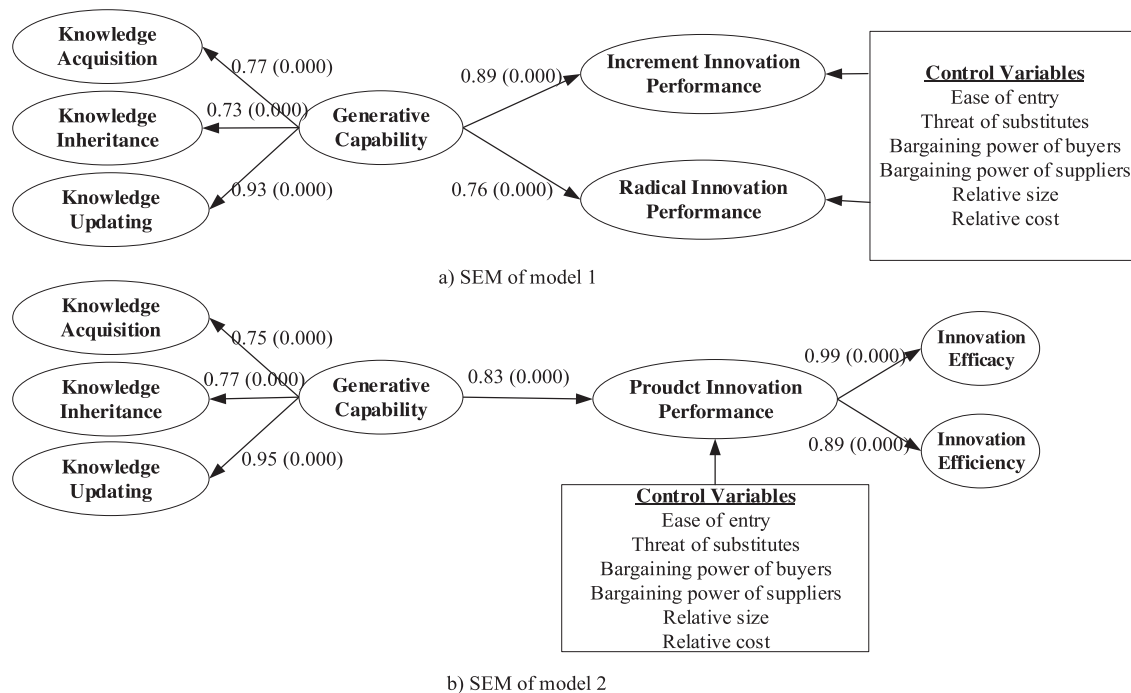 Knowledge
Acquisition
0.77 (0.000)
Knowledge
Inheritance
0.73 (0.000)
Knowledge
Updating
0.93 (0.000)
Generative
Capability
0.89 (0.000)
0.76 (0.000)
Increment Innovation
Performance
Radical Innovation
Performance
Control Variables
Ease of entry
Threat of substitutes
Bargaining power of buyers
Bargaining power of suppliers
Relative size
Relative cost
a) SEM of model 1
Knowledge
Acquisition
0.75 (0.000)
Knowledge
Inheritance
0.77 (0.000)
Knowledge
Updating
0.95 (0.000)
Generative
Capability
0.83 (0.000)
Proudct Innovation
Performance
0.99 (0.000)
0.89 (0.000)
Innovation
Efficacy
Innovation
Efficiency
Control Variables
Ease of entry
Threat of substitutes
Bargaining power of buyers
Bargaining power of suppliers
Relative size
Relative cost
b) SEM of model 2